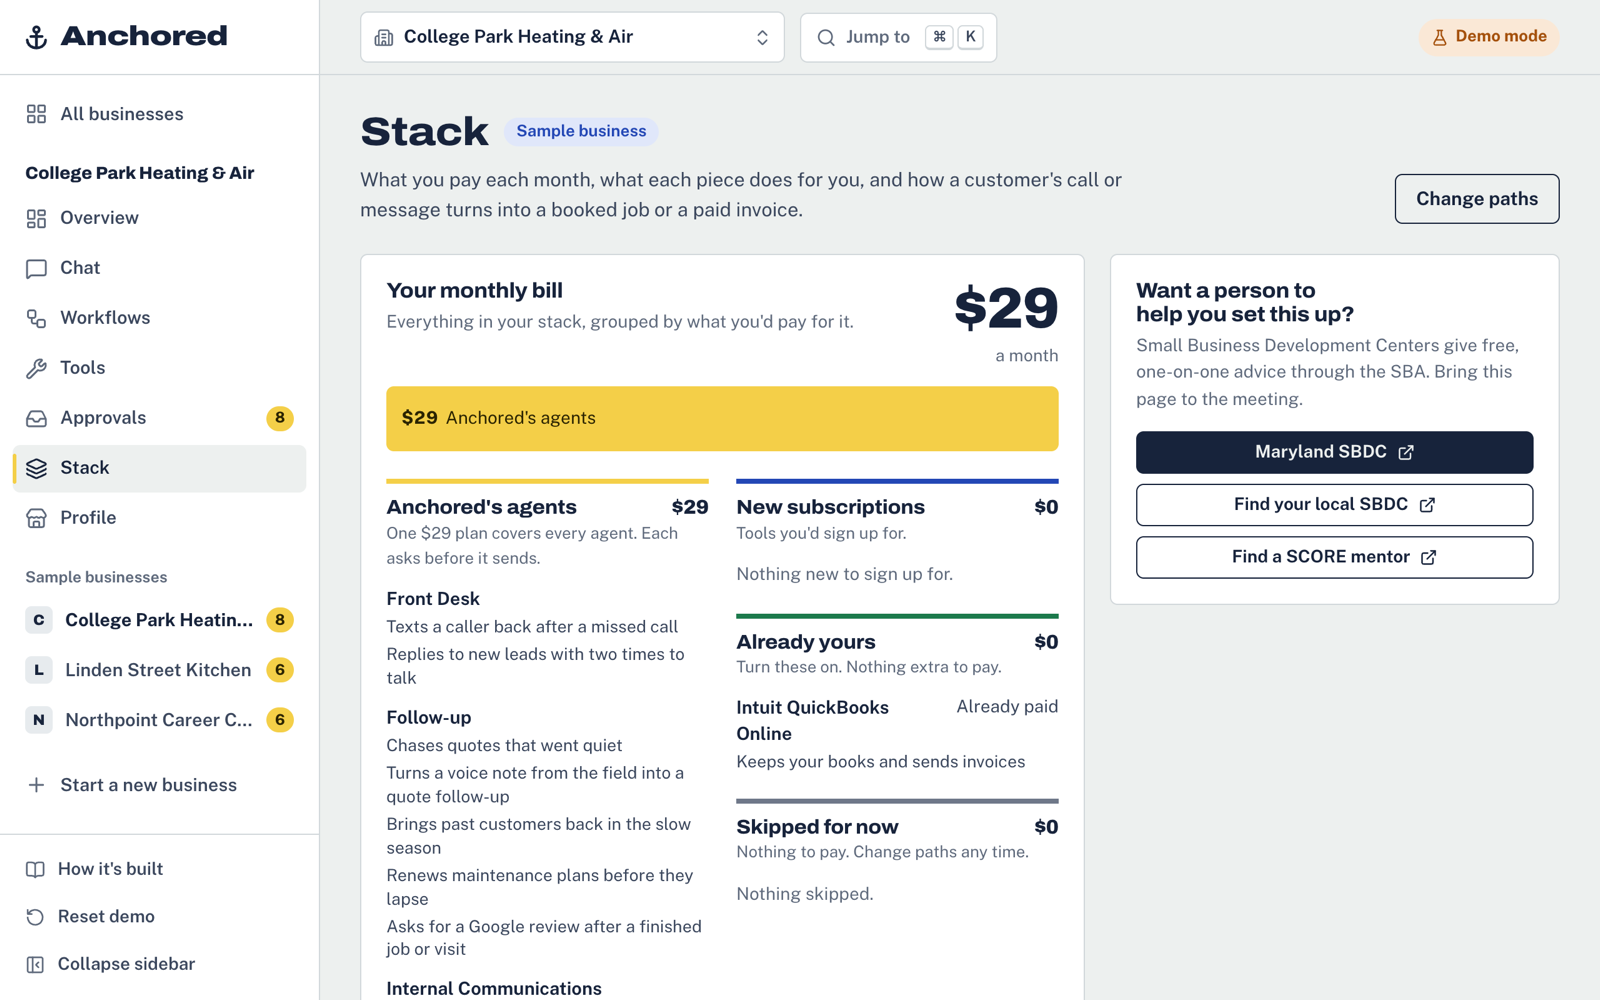 Anchored
College Park Heating & Air
Jump to ⌘ K
Demo mode
All businesses
College Park Heating & Air
Overview
Chat
Workflows
Tools
Approvals 8
Stack
Profile
Sample businesses
C College Park Heatin... 8
L Linden Street Kitchen 6
N Northpoint Career C... 6
Start a new business
How it's built
Reset demo
Collapse sidebar
Stack Sample business
What you pay each month, what each piece does for you, and how a customer's call or
message turns into a booked job or a paid invoice.
Change paths
Your monthly bill
Everything in your stack, grouped by what you'd pay for it.
$29
a month
$29 Anchored's agents
Anchored's agents $29
One $29 plan covers every agent. Each
asks before it sends.
Front Desk
Texts a caller back after a missed call
Replies to new leads with two times to
talk
Follow-up
Chases quotes that went quiet
Turns a voice note from the field into a
quote follow-up
Brings past customers back in the slow
season
Renews maintenance plans before they
lapse
Asks for a Google review after a finished
job or visit
Internal Communications
New subscriptions $0
Tools you'd sign up for.
Nothing new to sign up for.
Already yours $0
Turn these on. Nothing extra to pay.
Intuit QuickBooks Already paid
Online
Keeps your books and sends invoices
Skipped for now $0
Nothing to pay. Change paths any time.
Nothing skipped.
Want a person to
help you set this up?
Small Business Development Centers give free,
one-on-one advice through the SBA. Bring this
page to the meeting.
Maryland SBDC
Find your local SBDC
Find a SCORE mentor